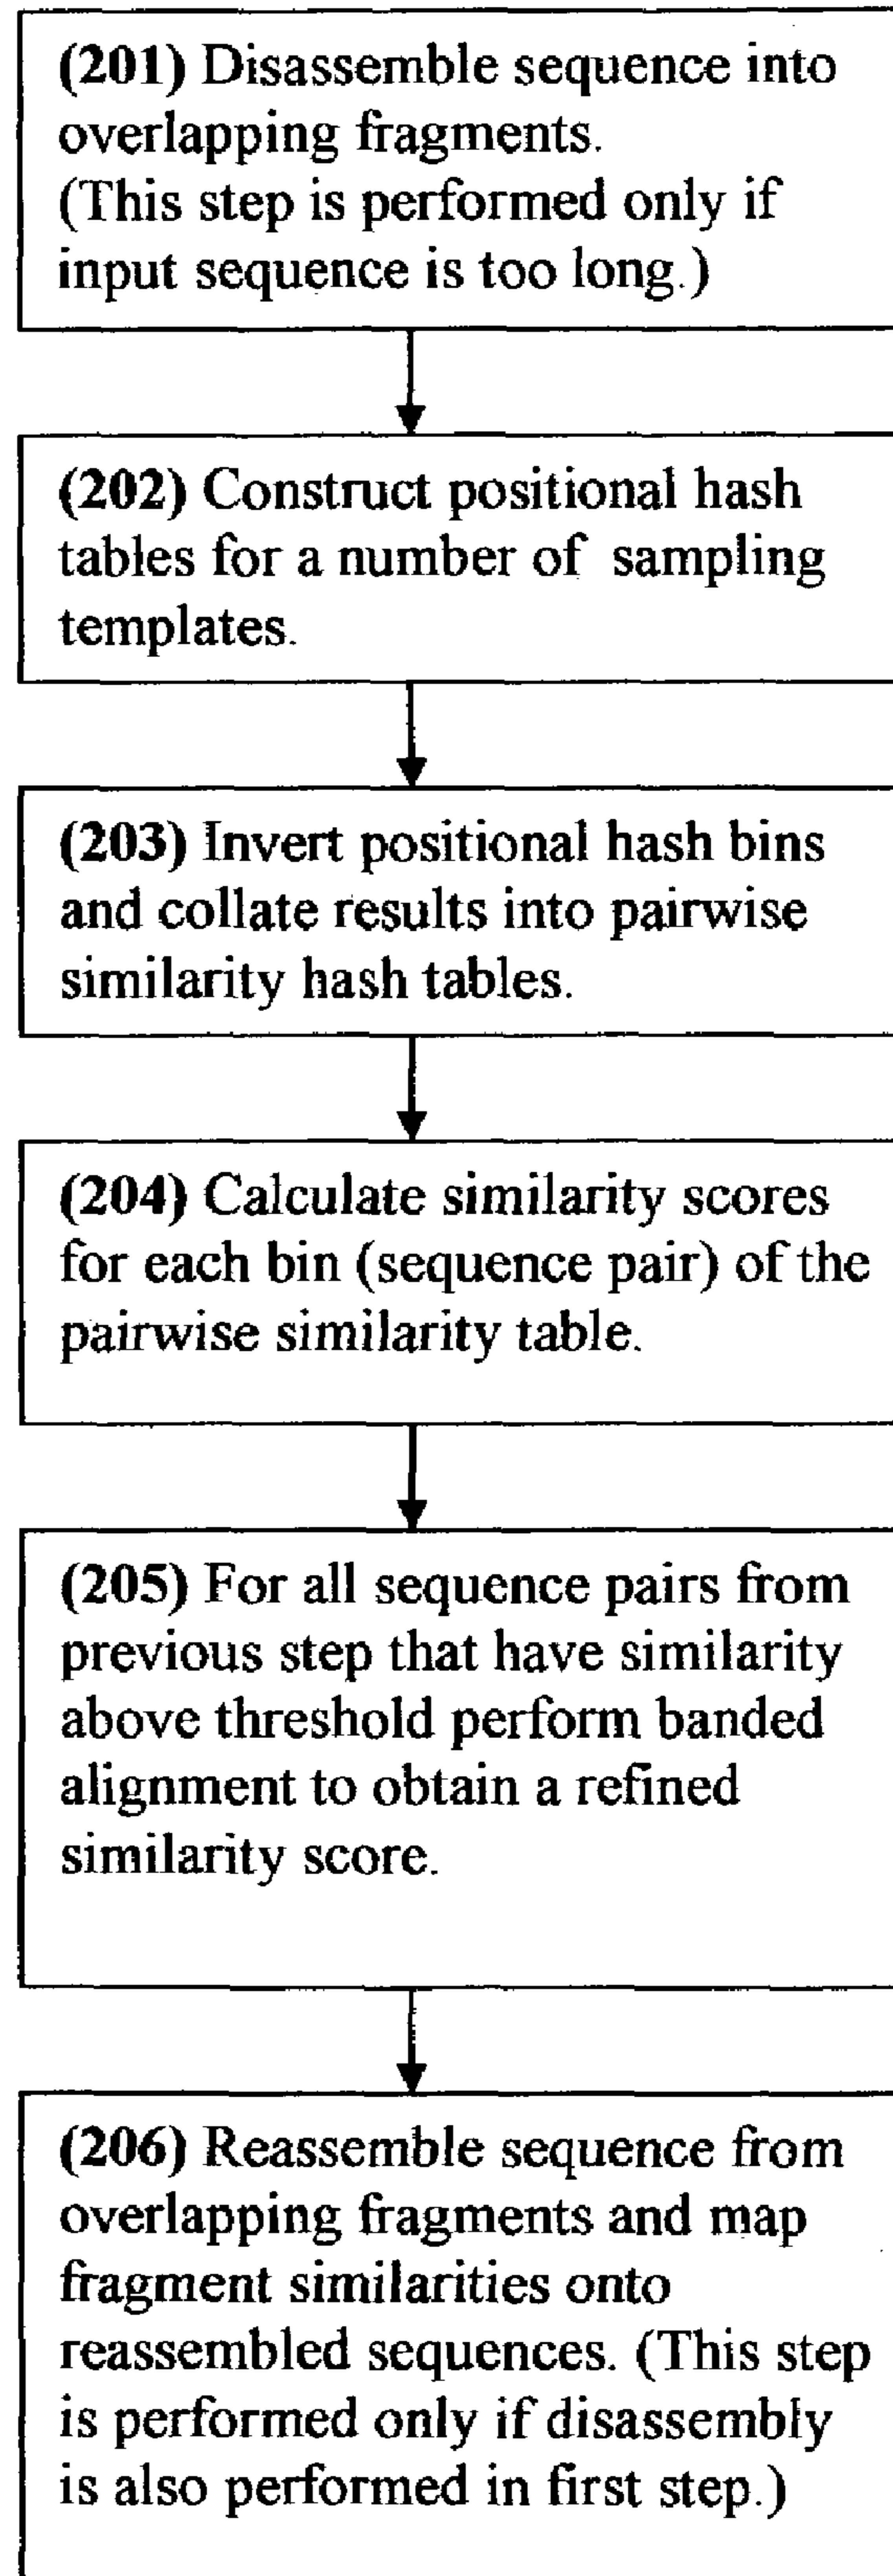 (201) Disassemble sequence into
overlapping fragments.
(This step is performed only if
input sequence is too long.)
(202) Construct positional hash
tables for a number of sampling
templates.
(203) Invert positional hash bins
and collate results into pairwise
similarity hash tables.
(204) Calculate similarity scores
for each bin (sequence pair) of the
pairwise similarity table.
(205) For all sequence pairs from
previous step that have similarity
above threshold perform banded
alignment to obtain a refined
similarity score.
(206) Reassemble sequence from
overlapping fragments and map
fragment similarities onto
reassembled sequences. (This step
is performed only if disassembly
is also performed in first step.)